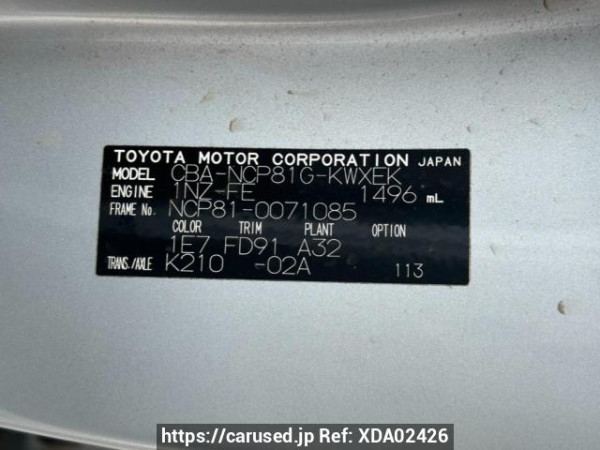 TOYOTA MOTOR CORPORATION JAPAN
MODEL CBA-NCP81G-KWXEK
ENGINE 1NZ-FE 1496 mL
FRAME No. NCP81-0071085
COLOR TRIM PLANT OPTION
1E7 FD91 A32
TRANS./AXLE K210 -02A 113
https://carused.jp Ref: XDA02426